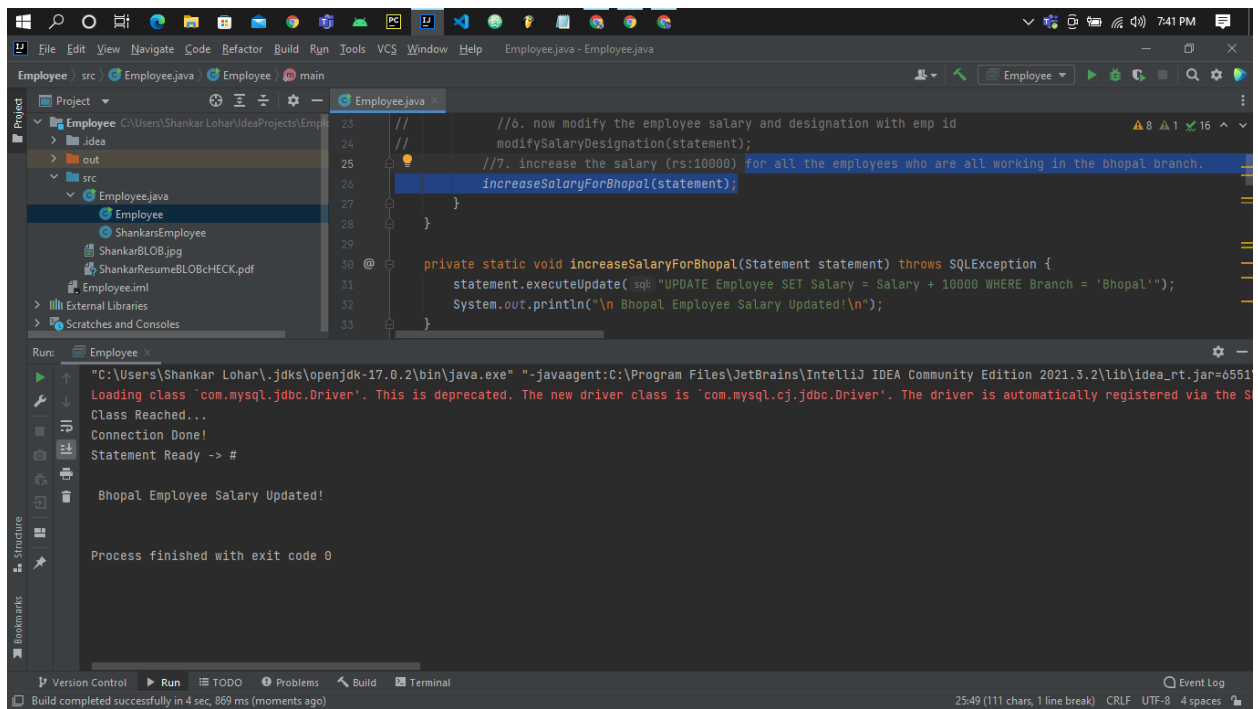 7:41 PM
File Edit View Navigate Code Refactor Build Run Tools VCS Window Help Employee.java - Employee.java
Employee src Employee.java Employee main
Employee
Project
Employee.java
Employee C:\Users\Shankar Lohar\IdeaProjects\Empl
.idea
out
src
Employee.java
Employee
ShankarsEmployee
ShankarBLOB.jpg
ShankarResumeBLOBcHECK.pdf
Employee.iml
External Libraries
Scratches and Consoles
8 1 16
23 // //6. now modify the employee salary and designation with emp id
24 // modifySalaryDesignation(statement);
25 //7. increase the salary (rs:10000) for all the employees who are all working in the bhopal branch.
26 increaseSalaryForBhopal(statement);
27 }
28 }
29
30 @ private static void increaseSalaryForBhopal(Statement statement) throws SQLException {
31 statement.executeUpdate( sql: "UPDATE Employee SET Salary = Salary + 10000 WHERE Branch = 'Bhopal'");
32 System.out.println("\n Bhopal Employee Salary Updated!\n");
33 }
Run: Employee
"C:\Users\Shankar Lohar\.jdks\openjdk-17.0.2\bin\java.exe" "-javaagent:C:\Program Files\JetBrains\IntelliJ IDEA Community Edition 2021.3.2\lib\idea_rt.jar=6551
Loading class `com.mysql.jdbc.Driver'. This is deprecated. The new driver class is `com.mysql.cj.jdbc.Driver'. The driver is automatically registered via the S
Class Reached...
Connection Done!
Statement Ready -> #
Bhopal Employee Salary Updated!
Process finished with exit code 0
Project
Structure
Bookmarks
Version Control Run TODO Problems Build Terminal Event Log
Build completed successfully in 4 sec, 869 ms (moments ago) 25:49 (111 chars, 1 line break) CRLF UTF-8 4 spaces